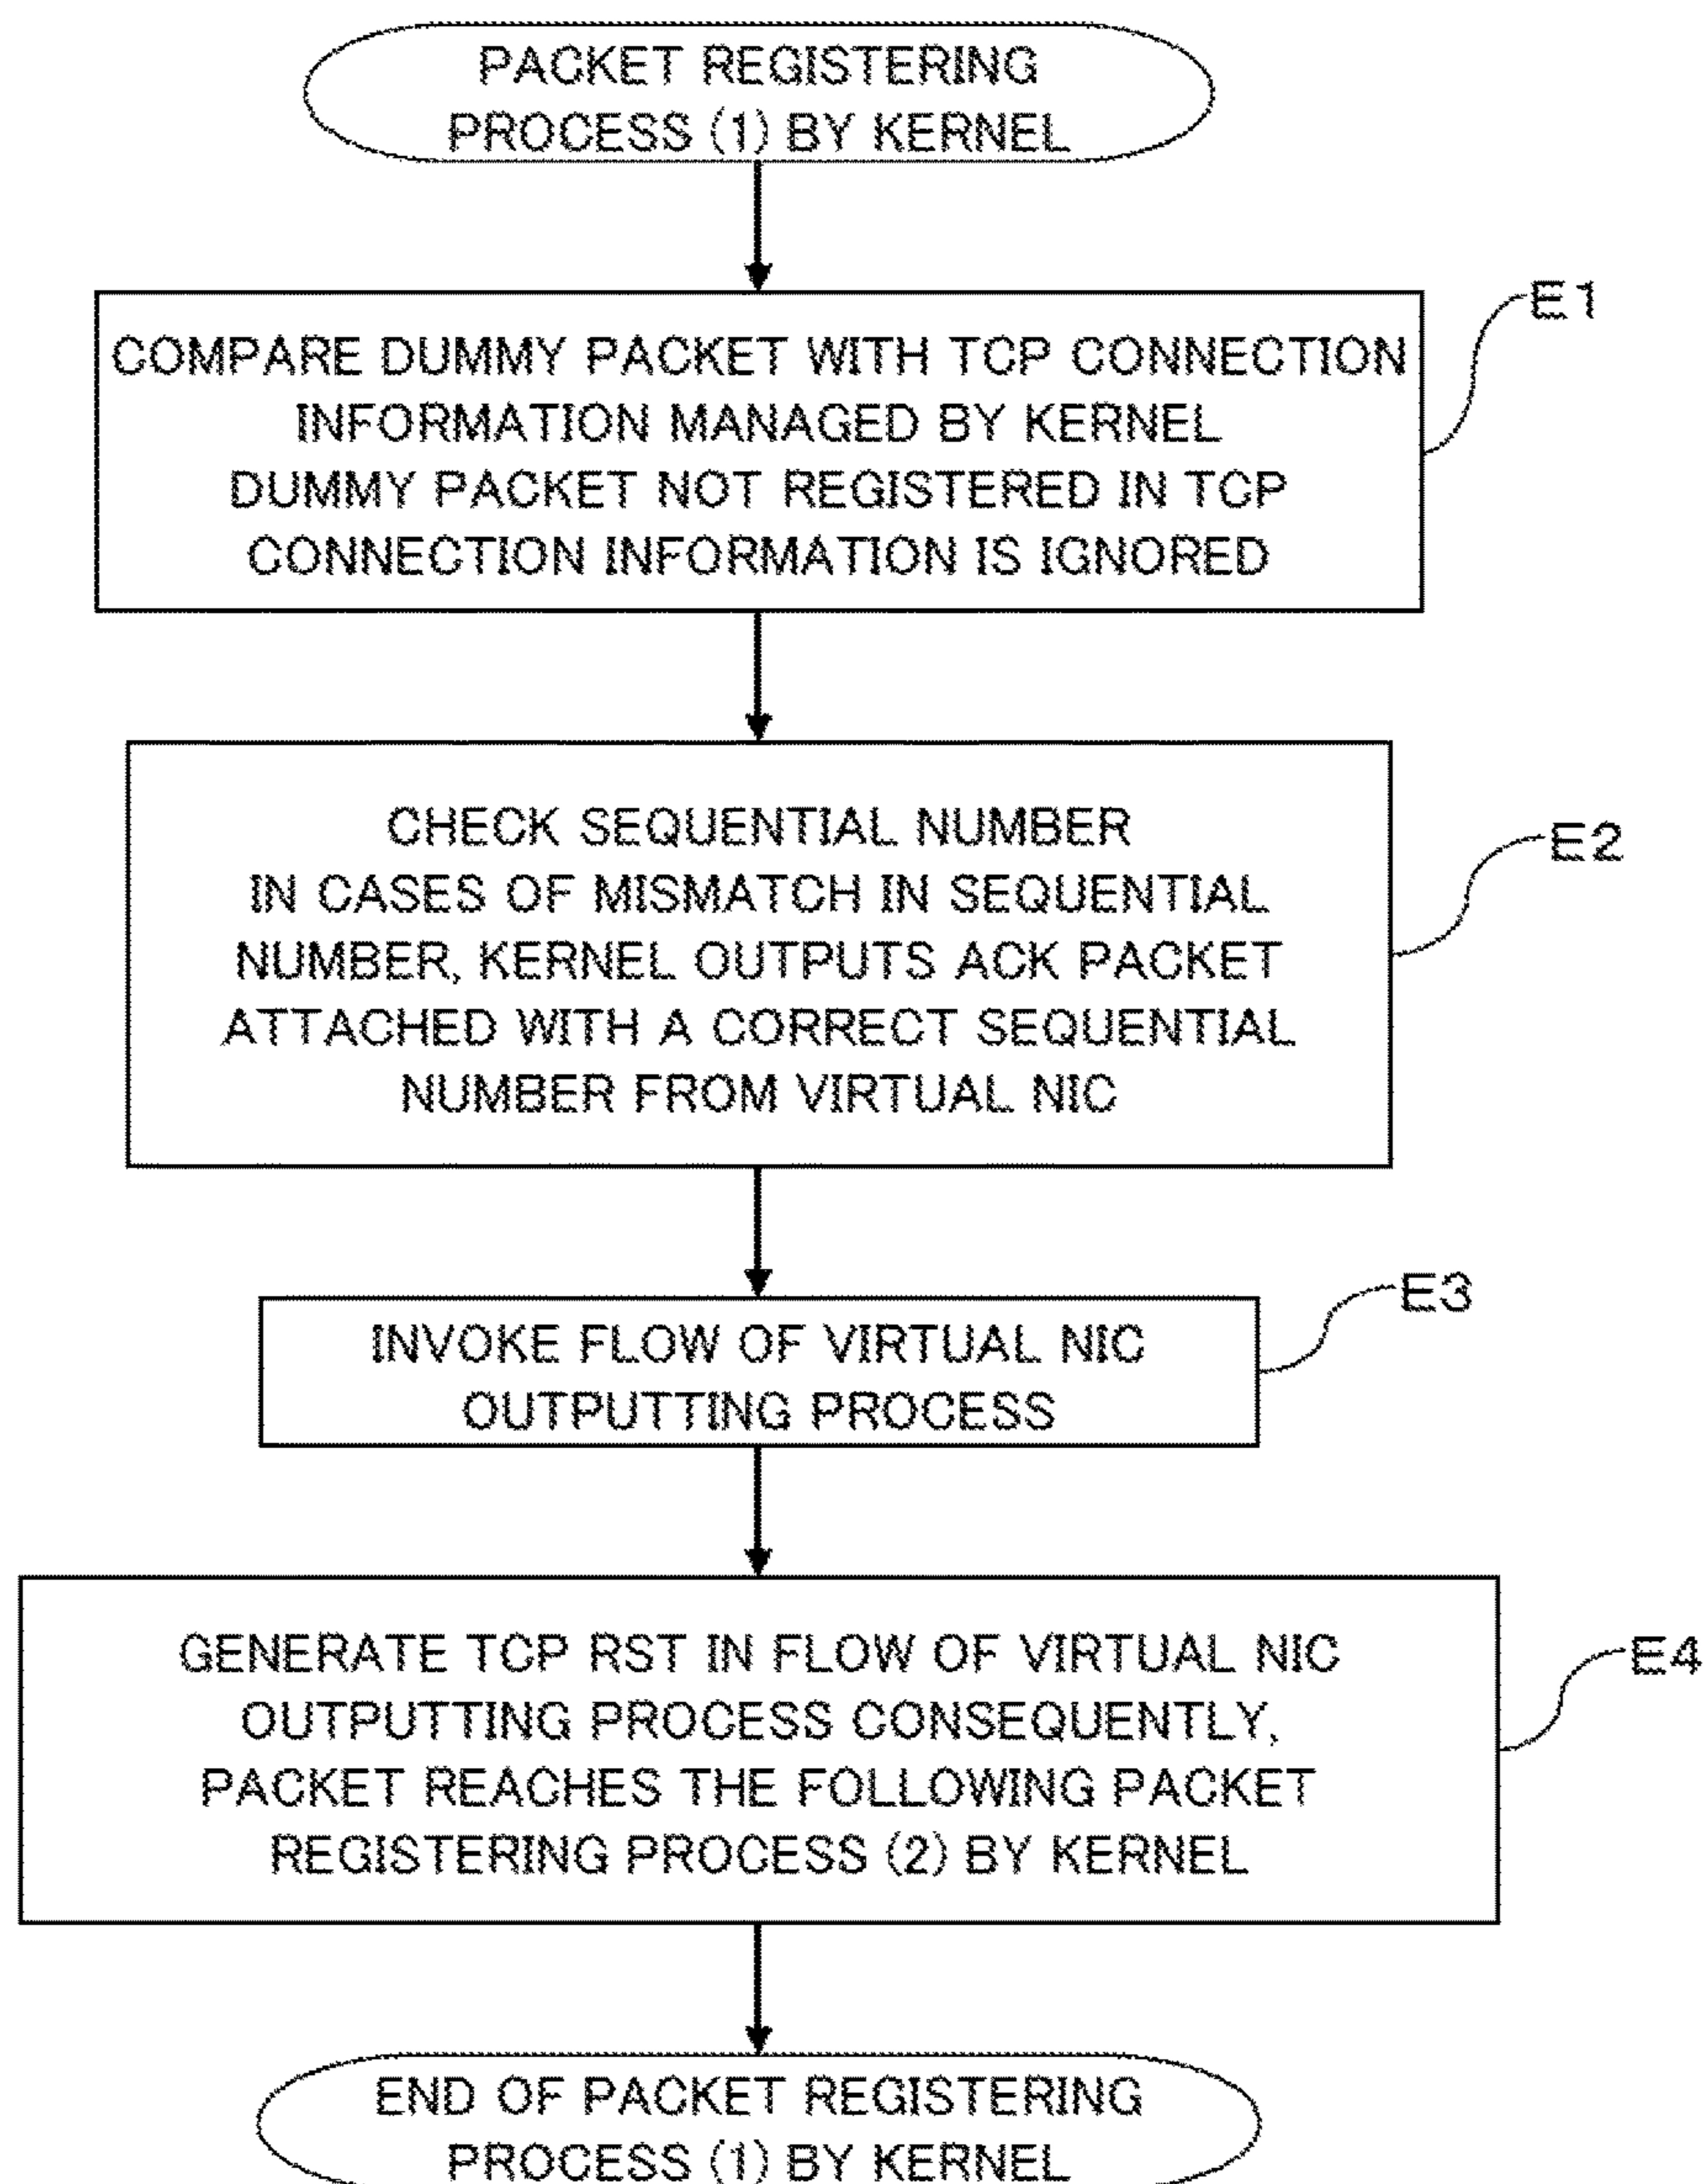 PACKET REGISTERING
PROCESS (1) BY KERNEL
E1
COMPARE DUMMY PACKET WITH TCP CONNECTION
INFORMATION MANAGED BY KERNEL
DUMMY PACKET NOT REGISTERED IN TCP
CONNECTION INFORMATION IS IGNORED
E2
CHECK SEQUENTIAL NUMBER
IN CASES OF MISMATCH IN SEQUENTIAL
NUMBER, KERNEL OUTPUTS ACK PACKET
ATTACHED WITH A CORRECT SEQUENTIAL
NUMBER FROM VIRTUAL NIC
E3
INVOKE FLOW OF VIRTUAL NIC
OUTPUTTING PROCESS
E4
GENERATE TCP RST IN FLOW OF VIRTUAL NIC
OUTPUTTING PROCESS CONSEQUENTLY,
PACKET REACHES THE FOLLOWING PACKET
REGISTERING PROCESS (2) BY KERNEL
END OF PACKET REGISTERING
PROCESS (1) BY KERNEL